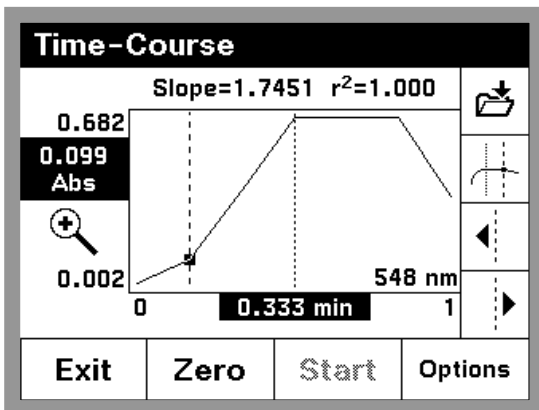 Time-Course
Slope=1.7451 r²=1.000
0.682
0.099
Abs
0.002
548 nm
0 0.333 min 1
Exit Zero Start Options